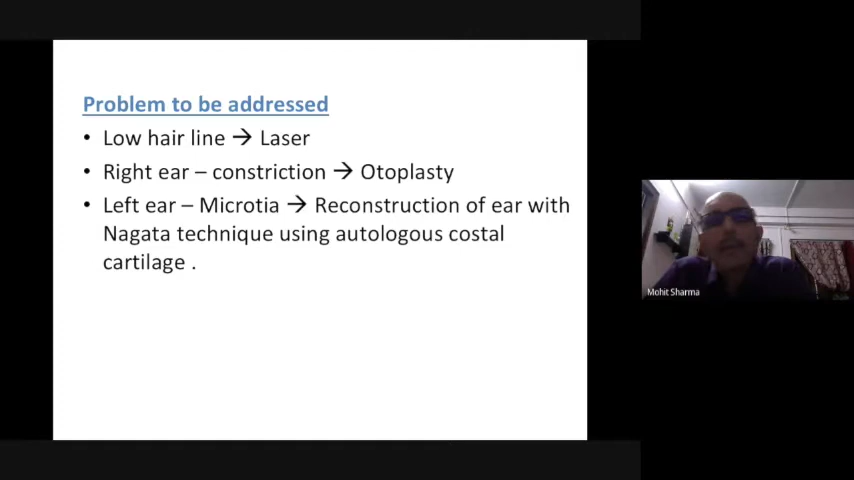 Problem to be addressed
• Low hair line → Laser
• Right ear – constriction → Otoplasty
• Left ear – Microtia → Reconstruction of ear with
Nagata technique using autologous costal
cartilage .
Mohit Sharma